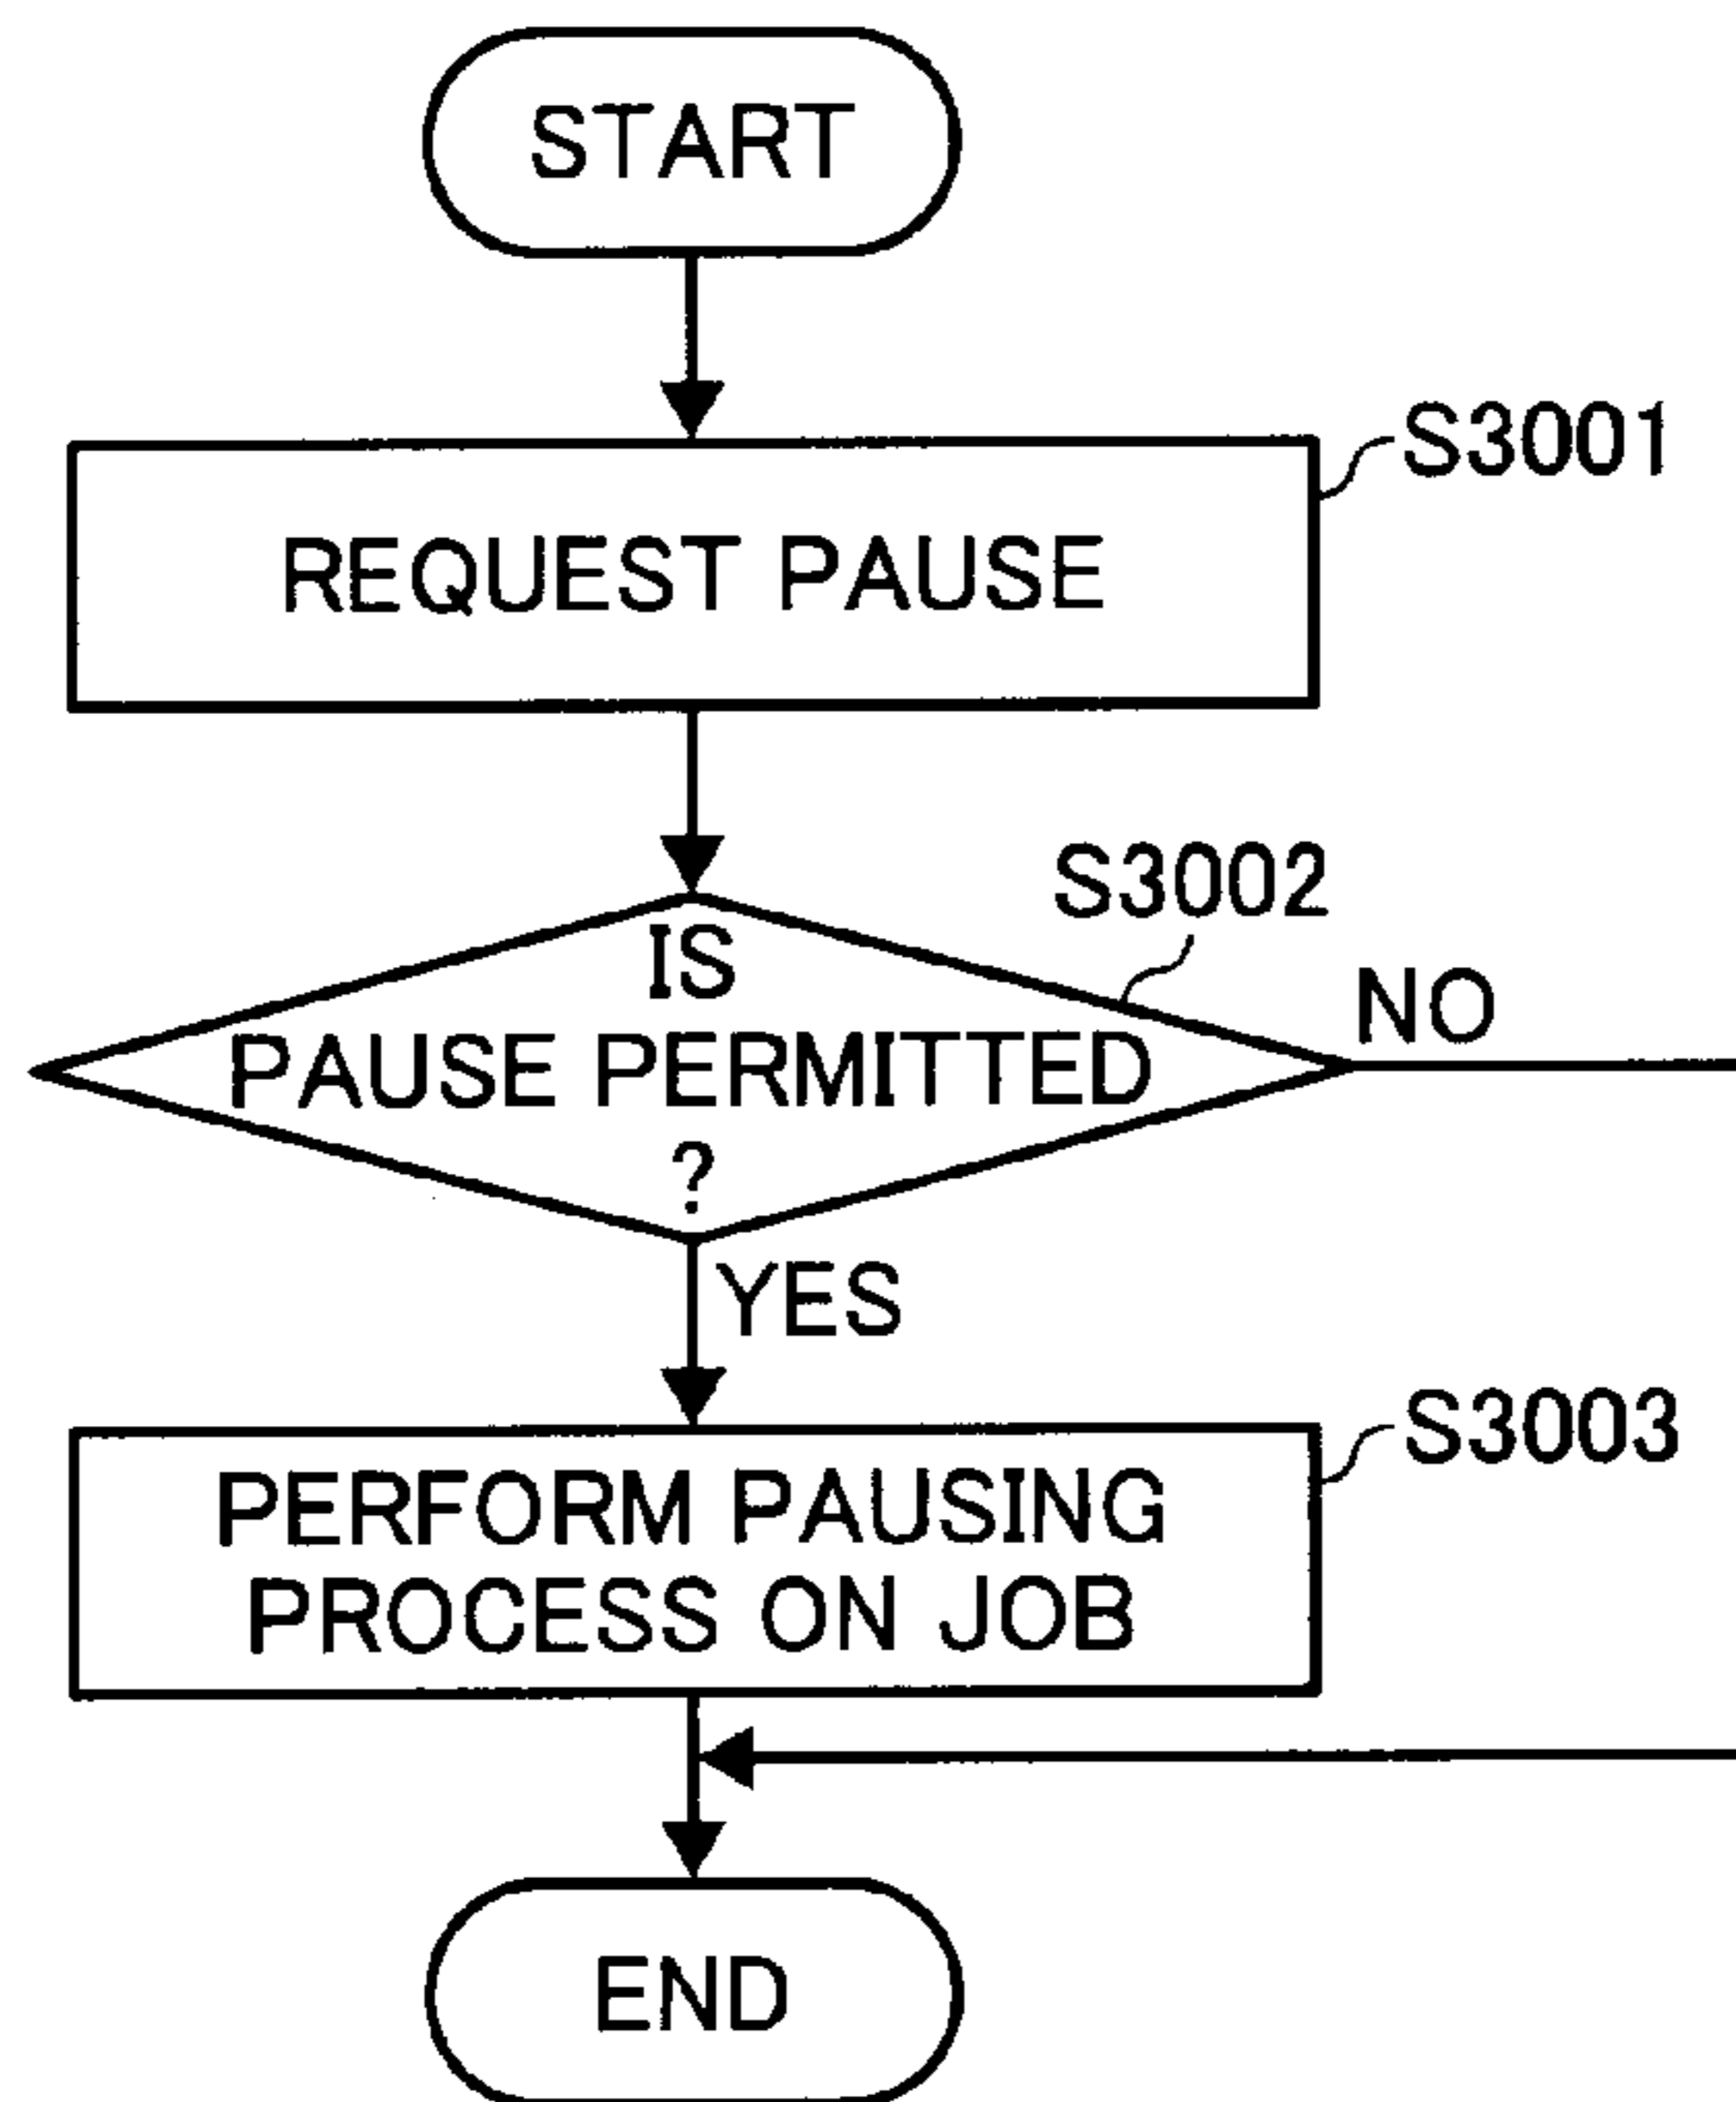 START
S3001
REQUEST PAUSE
S3002
IS
PAUSE PERMITTED
?
NO
YES
S3003
PERFORM PAUSING
PROCESS ON JOB
END